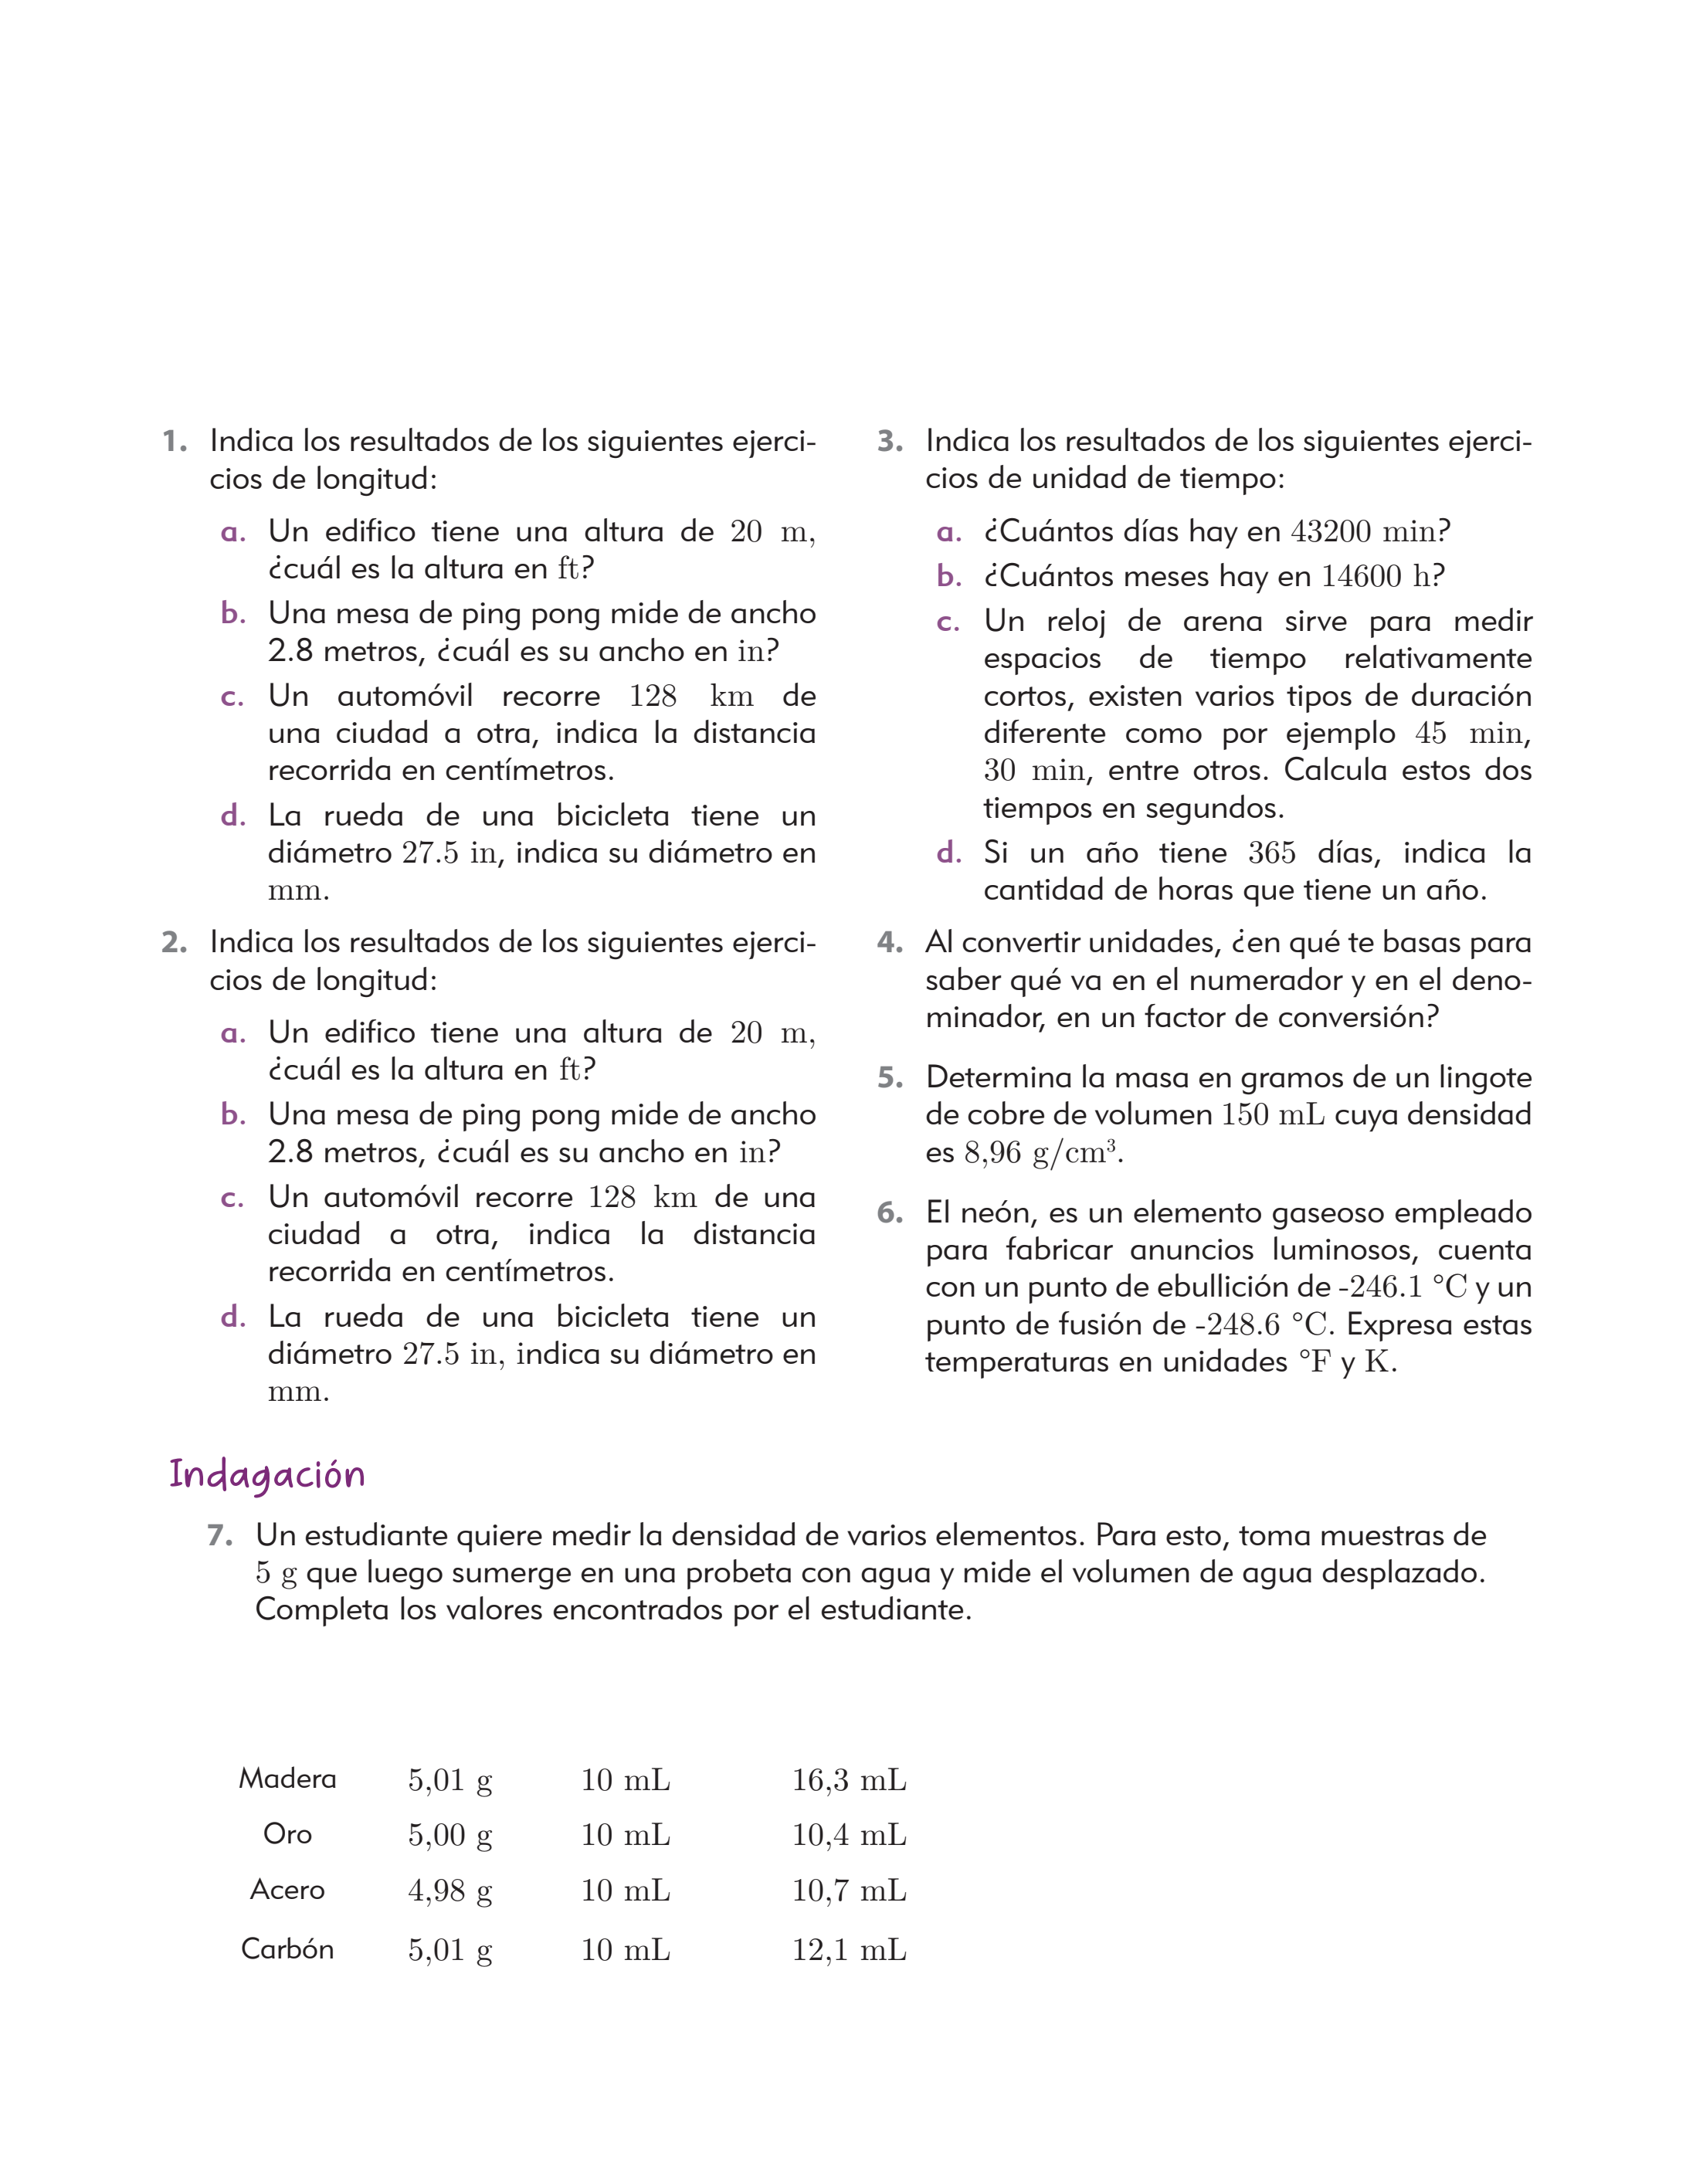 1. Indica los resultados de los siguientes ejerci-
cios de longitud:
a. Un edifico tiene una altura de 20 m,
¿cuál es la altura en ft?
b. Una mesa de ping pong mide de ancho
2.8 metros, ¿cuál es su ancho en in?
c. Un automóvil recorre 128 km de
una ciudad a otra, indica la distancia
recorrida en centímetros.
d. La rueda de una bicicleta tiene un
diámetro 27.5 in, indica su diámetro en
mm.
2. Indica los resultados de los siguientes ejerci-
cios de longitud:
a. Un edifico tiene una altura de 20 m,
¿cuál es la altura en ft?
b. Una mesa de ping pong mide de ancho
2.8 metros, ¿cuál es su ancho en in?
c. Un automóvil recorre 128 km de una
ciudad a otra, indica la distancia
recorrida en centímetros.
d. La rueda de una bicicleta tiene un
diámetro 27.5 in, indica su diámetro en
mm.
3. Indica los resultados de los siguientes ejerci-
cios de unidad de tiempo:
a. ¿Cuántos días hay en 43200 min?
b. ¿Cuántos meses hay en 14600 h?
c. Un reloj de arena sirve para medir
espacios de tiempo relativamente
cortos, existen varios tipos de duración
diferente como por ejemplo 45 min,
30 min, entre otros. Calcula estos dos
tiempos en segundos.
d. Si un año tiene 365 días, indica la
cantidad de horas que tiene un año.
4. Al convertir unidades, ¿en qué te basas para
saber qué va en el numerador y en el deno-
minador, en un factor de conversión?
5. Determina la masa en gramos de un lingote
de cobre de volumen 150 mL cuya densidad
es 8,96 g/cm³.
6. El neón, es un elemento gaseoso empleado
para fabricar anuncios luminosos, cuenta
con un punto de ebullición de -246.1 °C y un
punto de fusión de -248.6 °C. Expresa estas
temperaturas en unidades °F y K.
Indagación
7. Un estudiante quiere medir la densidad de varios elementos. Para esto, toma muestras de
5 g que luego sumerge en una probeta con agua y mide el volumen de agua desplazado.
Completa los valores encontrados por el estudiante.
Madera 5,01 g 10 mL 16,3 mL
Oro 5,00 g 10 mL 10,4 mL
Acero 4,98 g 10 mL 10,7 mL
Carbón 5,01 g 10 mL 12,1 mL